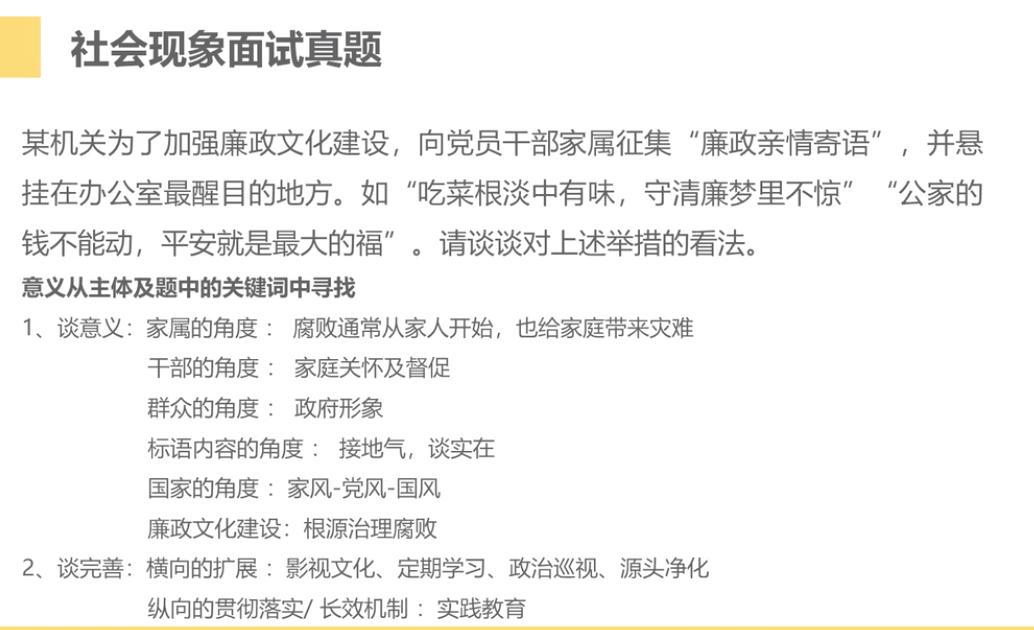 社会现象面试真题
某机关为了加强廉政文化建设，向党员干部家属征集“廉政亲情寄语”，并悬
挂在办公室最醒目的地方。如“吃菜根淡中有味，守清廉梦里不惊”“公家的
钱不能动，平安就是最大的福”。请谈谈对上述举措的看法。
意义从主体及题中的关键词中寻找
1、谈意义：家属的角度： 腐败通常从家人开始，也给家庭带来灾难
干部的角度： 家庭关怀及督促
群众的角度： 政府形象
标语内容的角度： 接地气，谈实在
国家的角度：家风-党风-国风
廉政文化建设：根源治理腐败
2、谈完善：横向的扩展：影视文化、定期学习、政治巡视、源头净化
纵向的贯彻落实/ 长效机制：实践教育